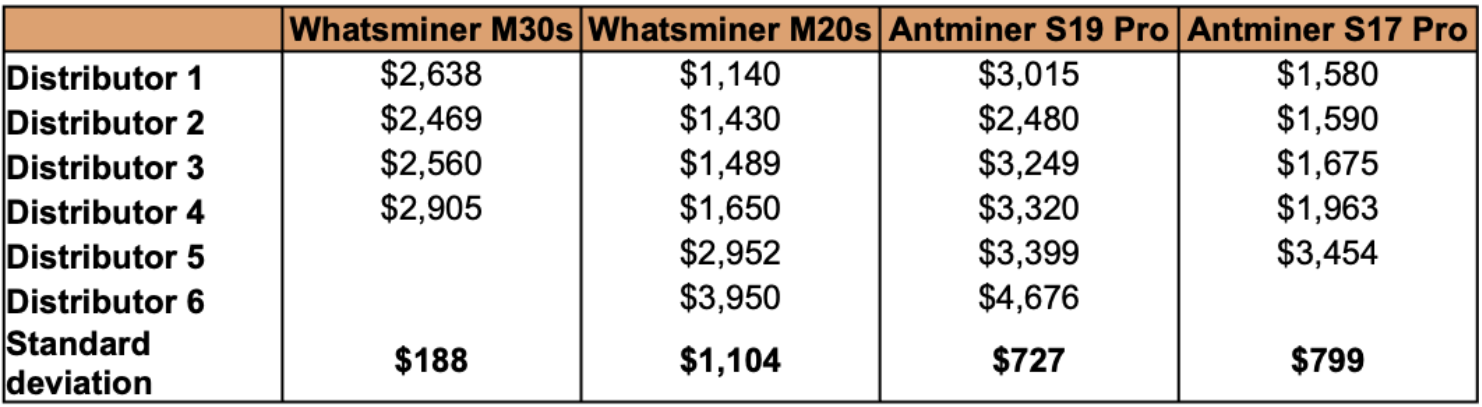 Whatsminer M30s Whatsminer M20s Antminer S19 Pro Antminer S17 Pro
Distributor 1 $2,638 $1,140 $3,015 $1,580
Distributor 2 $2,469 $1,430 $2,480 $1,590
Distributor 3 $2,560 $1,489 $3,249 $1,675
Distributor 4 $2,905 $1,650 $3,320 $1,963
Distributor 5 $2,952 $3,399 $3,454
Distributor 6 $3,950 $4,676
Standard
deviation $188 $1,104 $727 $799